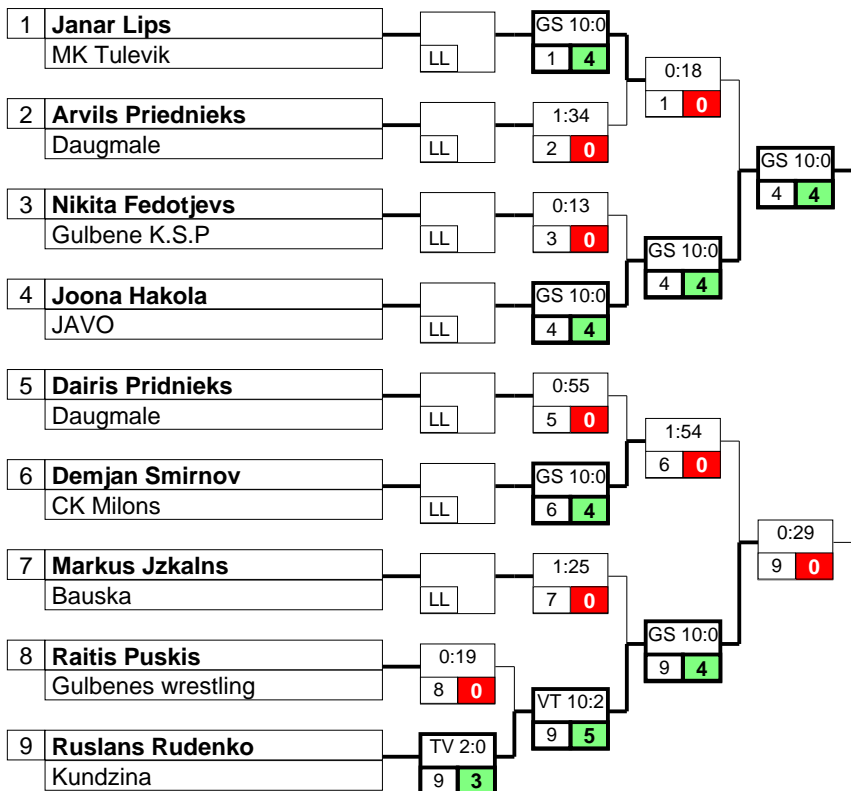 1 Janar Lips GS 10:0
MK Tulevik LL 1 4 0:18
1 0
2 Arvils Priednieks 1:34
Daugmale LL 2 0 GS 10:0
4 4
3 Nikita Fedotjevs 0:13
Gulbene K.S.P LL 3 0 GS 10:0
4 4
4 Joona Hakola GS 10:0
JAVO LL 4 4
5 Dairis Pridnieks 0:55
Daugmale LL 5 0 1:54
6 0
6 Demjan Smirnov GS 10:0
CK Milons LL 6 4 0:29
9 0
7 Markus Jzkalns 1:25
Bauska LL 7 0 GS 10:0
9 4
8 Raitis Puskis 0:19
Gulbenes wrestling 8 0 VT 10:2
9 5
9 Ruslans Rudenko TV 2:0
Kundzina 9 3